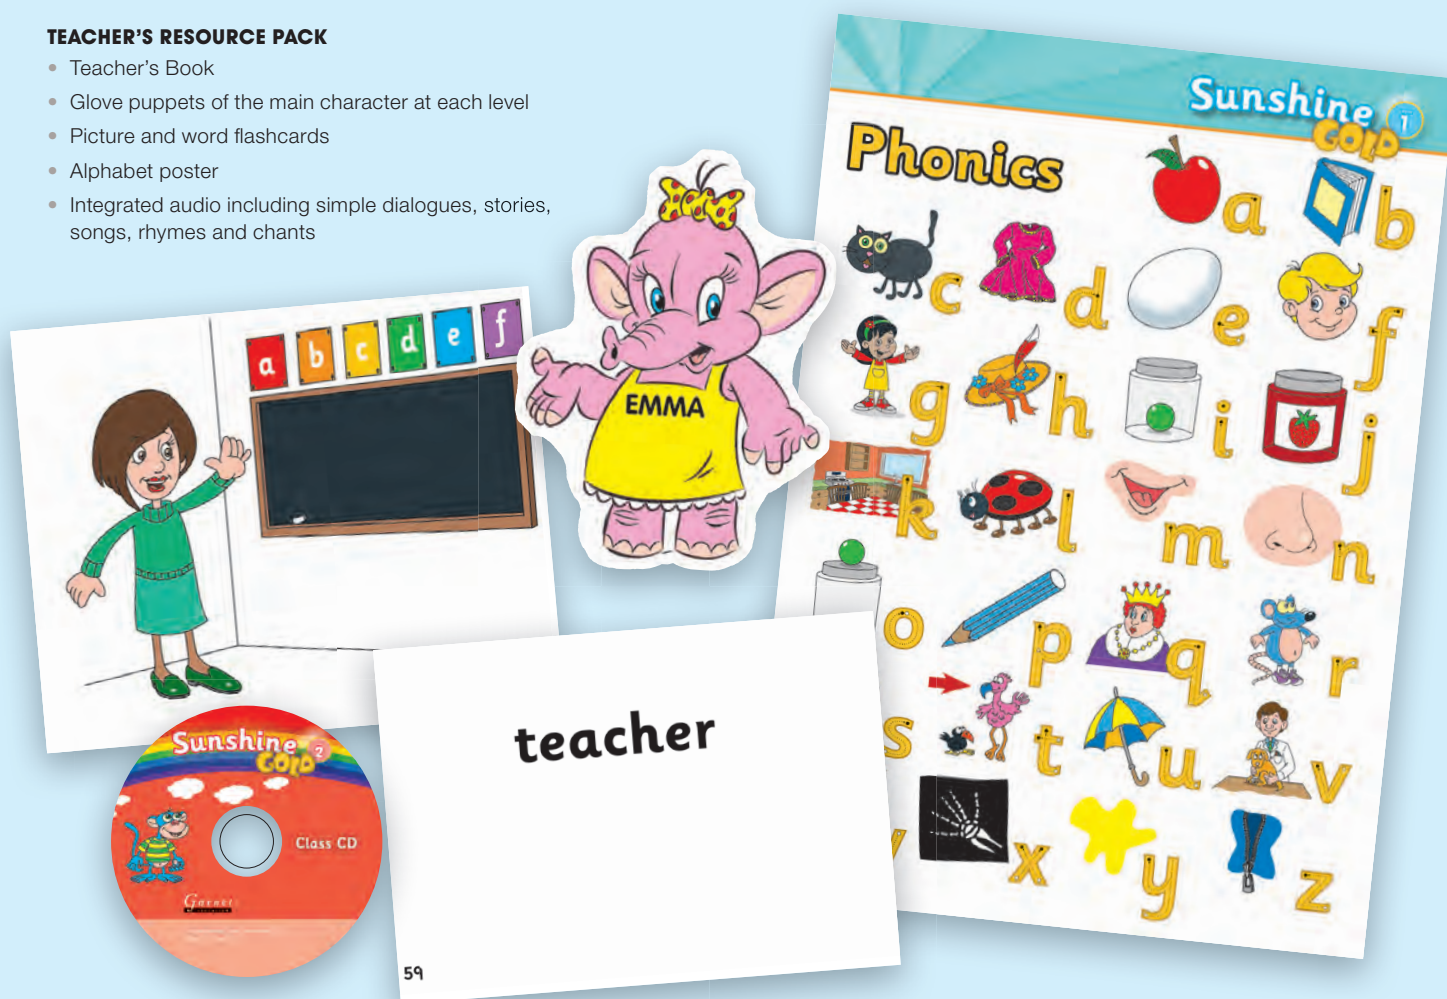 TEACHER'S RESOURCE PACK
• Teacher's Book
• Glove puppets of the main character at each level
• Picture and word flashcards
• Alphabet poster
• Integrated audio including simple dialogues, stories,
songs, rhymes and chants
a b c d e f
EMMA
Sunshine
GOLD 1
Phonics
a b
c d e f
g h i j
k l m n
o p q r
s t u v
x y z
teacher
59
Sunshine 2
GOLD
Class CD
Garnet